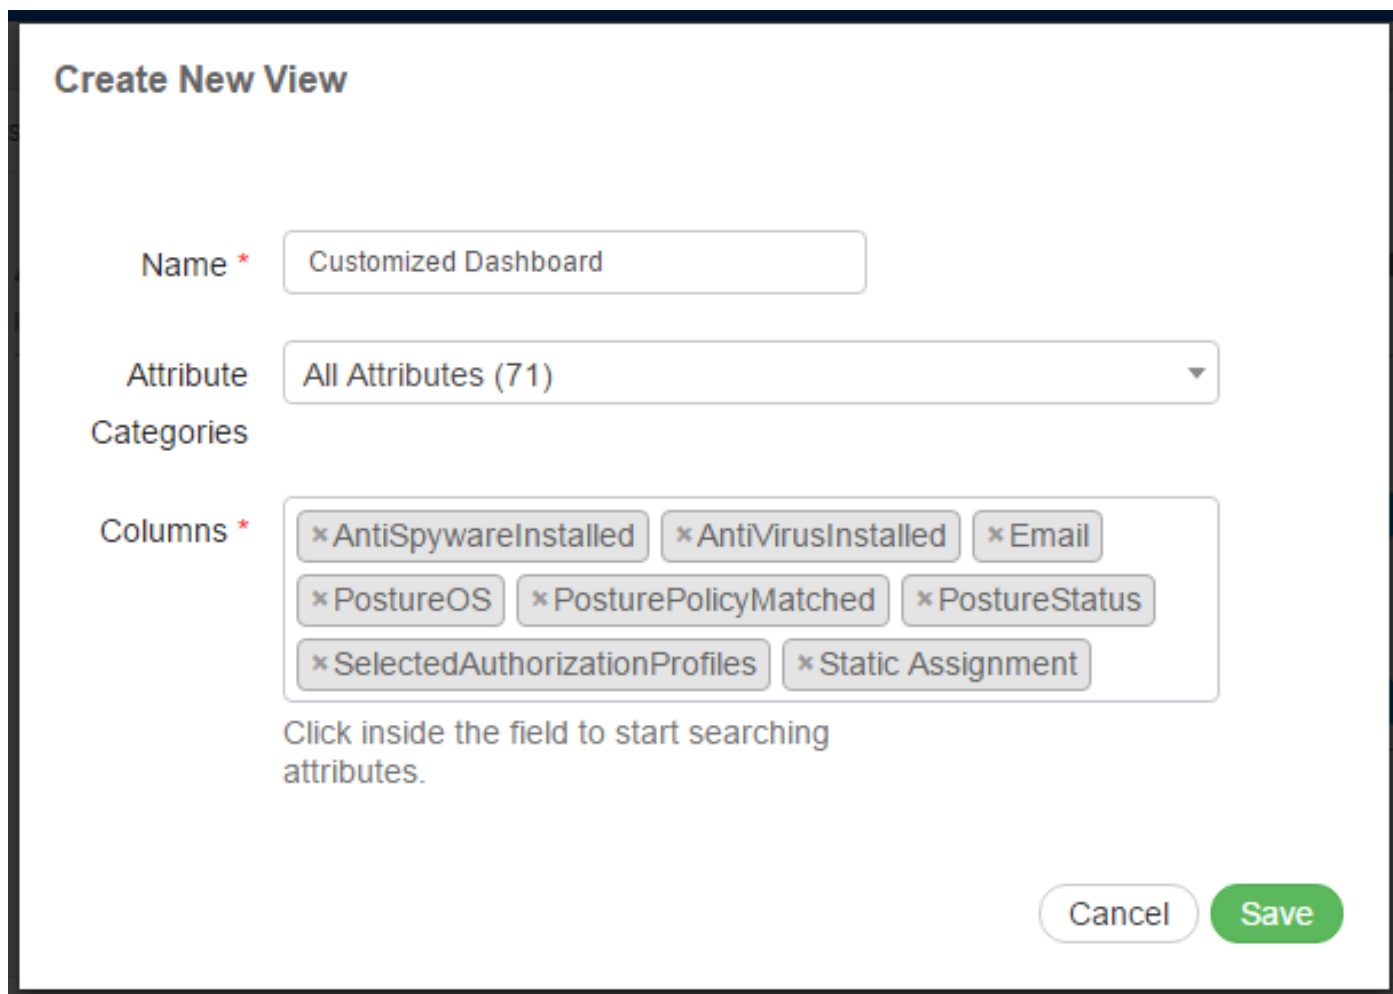 Create New View
Name * Customized Dashboard
Attribute Categories All Attributes (71)
Columns * × AntiSpywareInstalled × AntiVirusInstalled × Email
× PostureOS × PosturePolicyMatched × PostureStatus
× SelectedAuthorizationProfiles × Static Assignment
Click inside the field to start searching
attributes.
Cancel Save